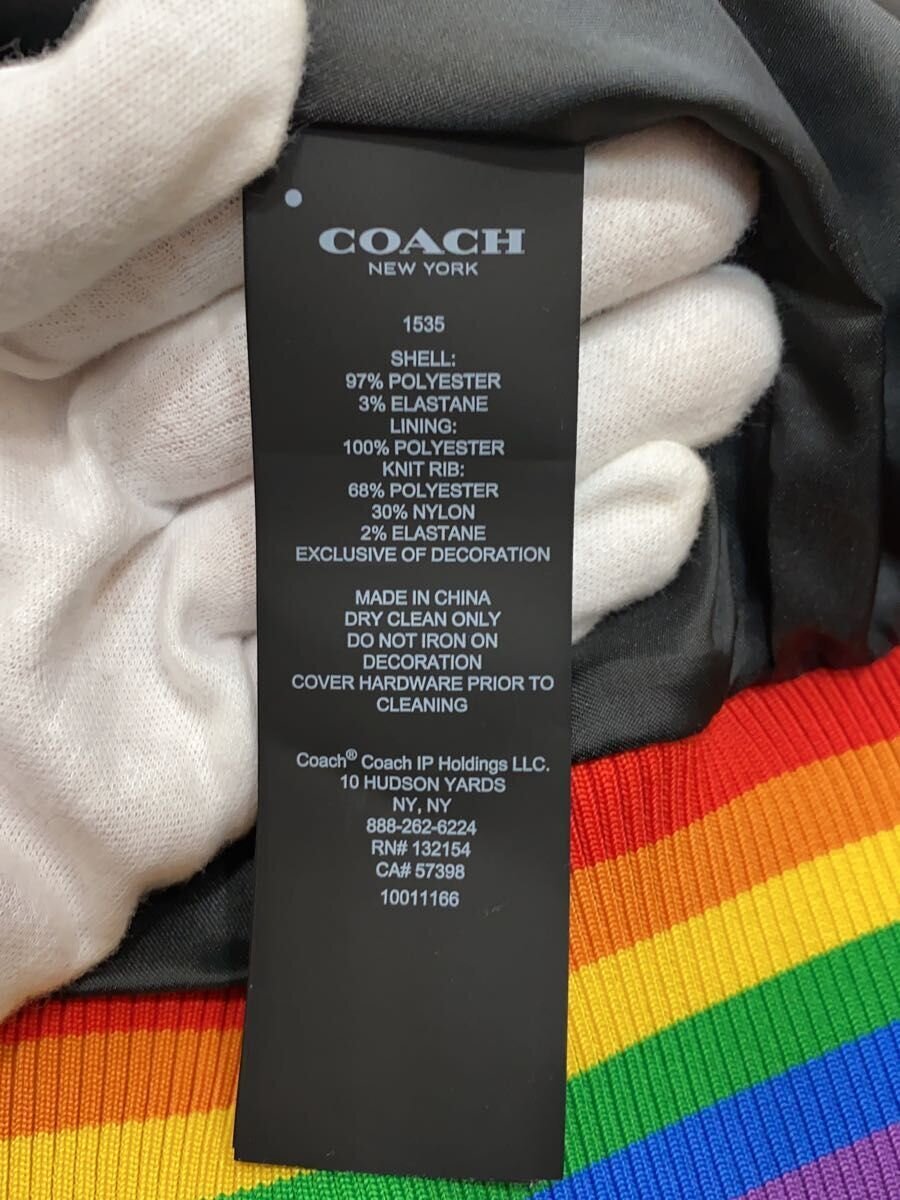 COACH
NEW YORK
1535
SHELL:
97% POLYESTER
3% ELASTANE
LINING:
100% POLYESTER
KNIT RIB:
68% POLYESTER
30% NYLON
2% ELASTANE
EXCLUSIVE OF DECORATION
MADE IN CHINA
DRY CLEAN ONLY
DO NOT IRON ON
DECORATION
COVER HARDWARE PRIOR TO
CLEANING
Coach® Coach IP Holdings LLC.
10 HUDSON YARDS
NY, NY
888-262-6224
RN# 132154
CA# 57398
10011166